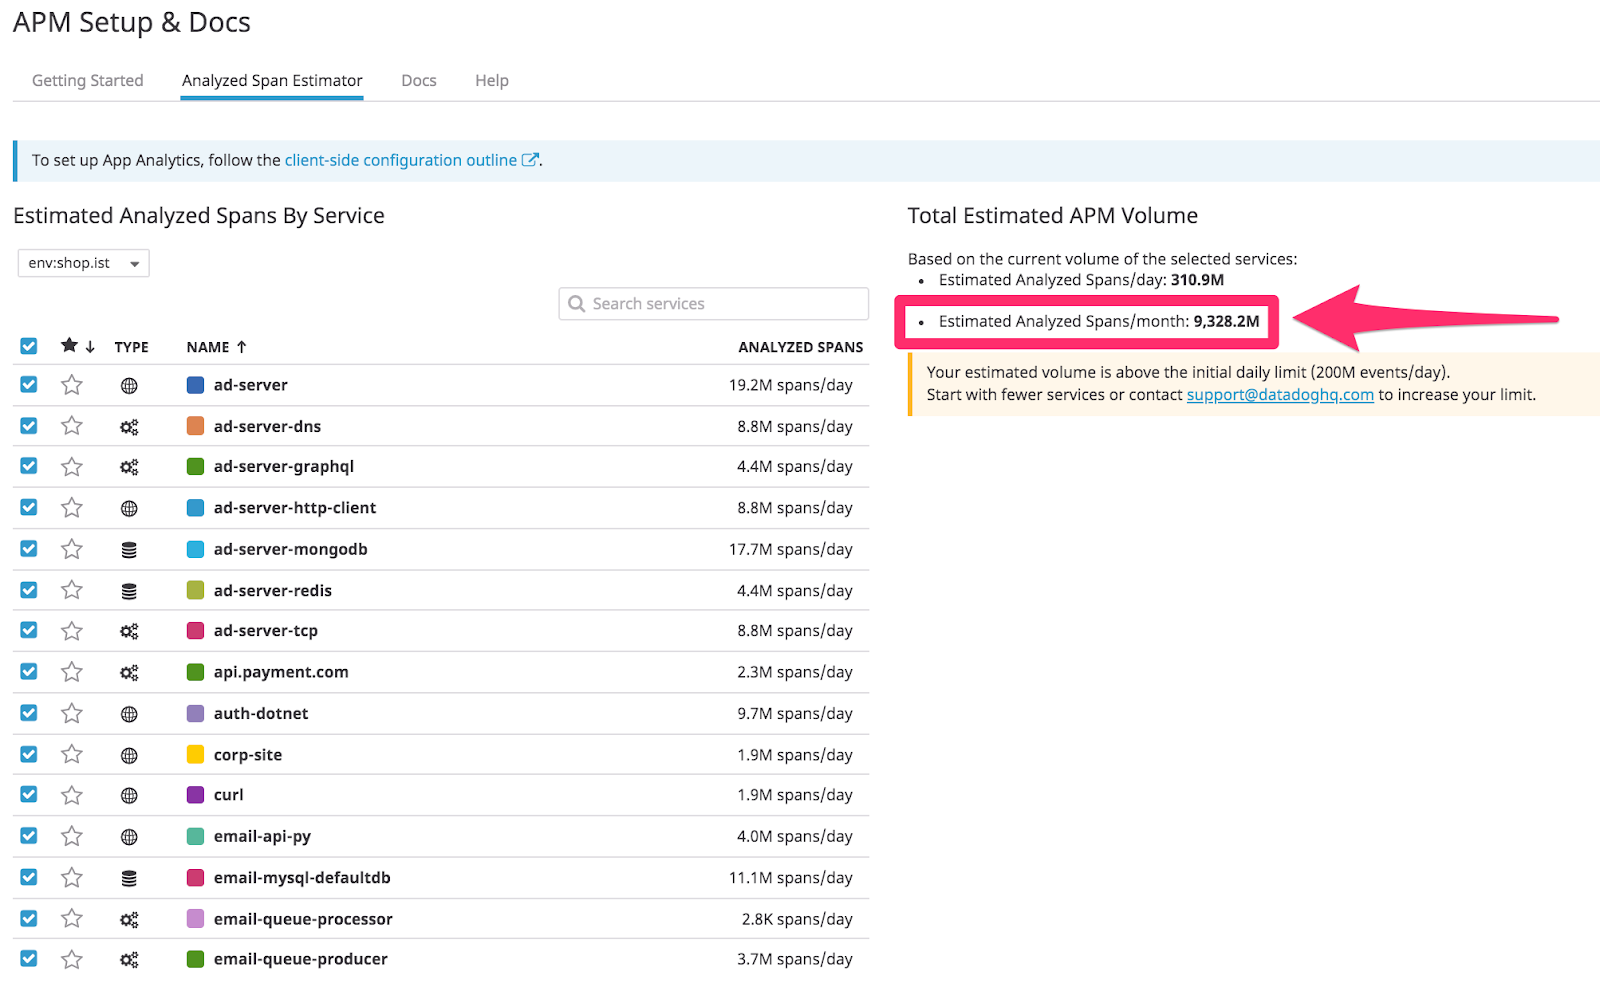 APM Setup & Docs
Getting Started Analyzed Span Estimator Docs Help
To set up App Analytics, follow the client-side configuration outline.
Estimated Analyzed Spans By Service
env:shop.ist
Search services
TYPE NAME ↑ ANALYZED SPANS
ad-server 19.2M spans/day
ad-server-dns 8.8M spans/day
ad-server-graphql 4.4M spans/day
ad-server-http-client 8.8M spans/day
ad-server-mongodb 17.7M spans/day
ad-server-redis 4.4M spans/day
ad-server-tcp 8.8M spans/day
api.payment.com 2.3M spans/day
auth-dotnet 9.7M spans/day
corp-site 1.9M spans/day
curl 1.9M spans/day
email-api-py 4.0M spans/day
email-mysql-defaultdb 11.1M spans/day
email-queue-processor 2.8K spans/day
email-queue-producer 3.7M spans/day
Total Estimated APM Volume
Based on the current volume of the selected services:
• Estimated Analyzed Spans/day: 310.9M
• Estimated Analyzed Spans/month: 9,328.2M
Your estimated volume is above the initial daily limit (200M events/day).
Start with fewer services or contact support@datadoghq.com to increase your limit.